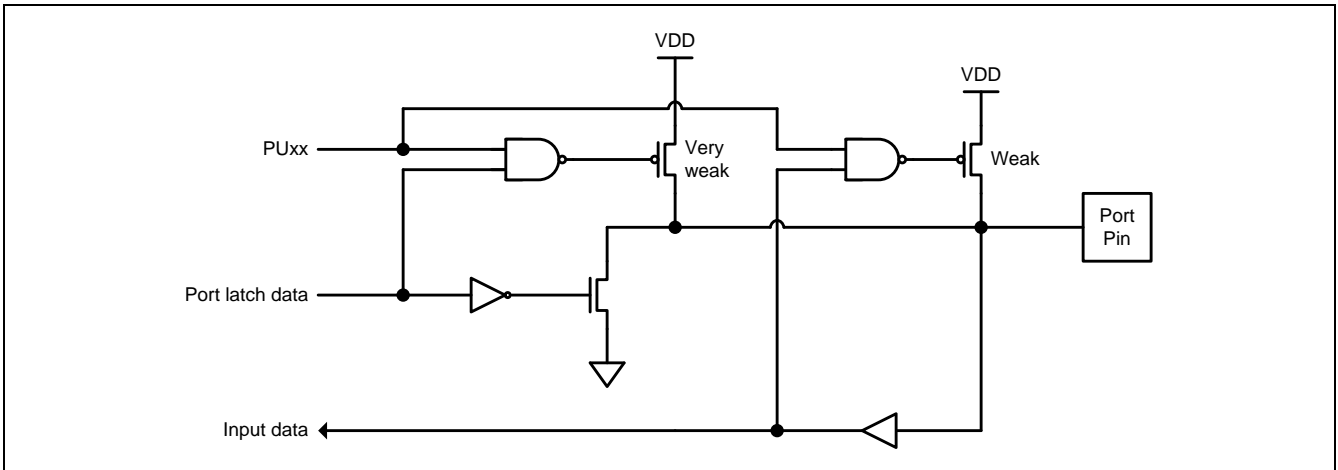 VDD
VDD
PUxx
Very
weak
Weak
Port
Pin
Port latch data
Input data